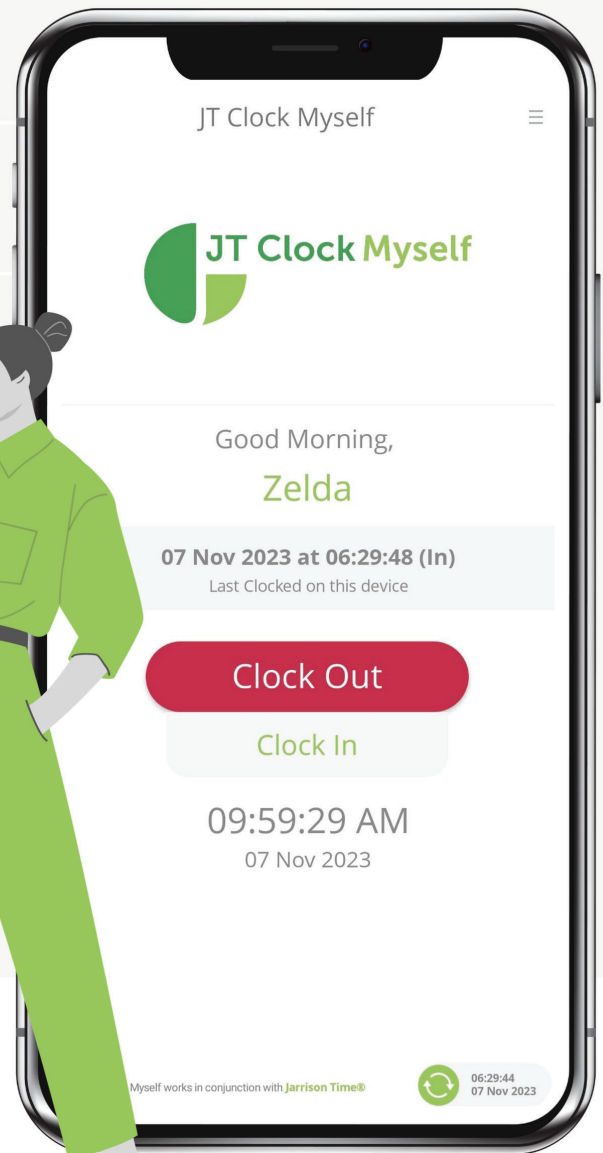 JT Clock Myself
JT Clock Myself
Good Morning,
Zelda
07 Nov 2023 at 06:29:48 (In)
Last Clocked on this device
Clock Out
Clock In
09:59:29 AM
07 Nov 2023
Myself works in conjunction with Jarrison Time®
06:29:44
07 Nov 2023